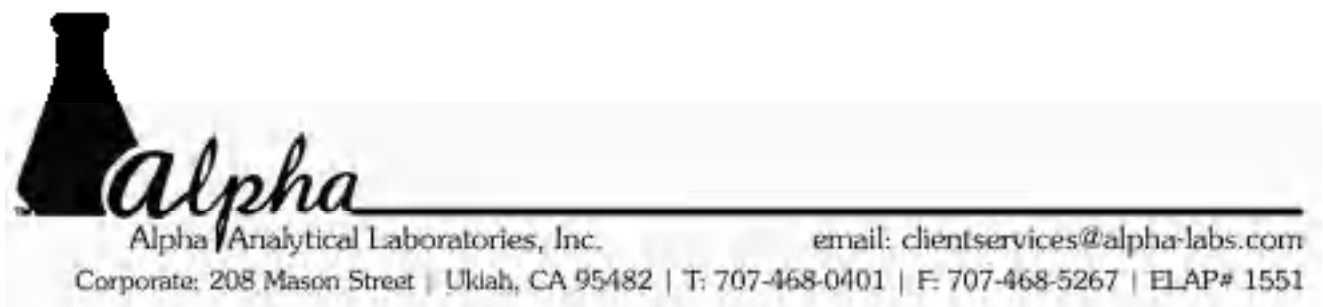 alpha
Alpha Analytical Laboratories, Inc. email: clientservices@alpha-labs.com
Corporate: 208 Mason Street | Ukiah, CA 95482 | T: 707-468-0401 | F: 707-468-5267 | ELAP# 1551